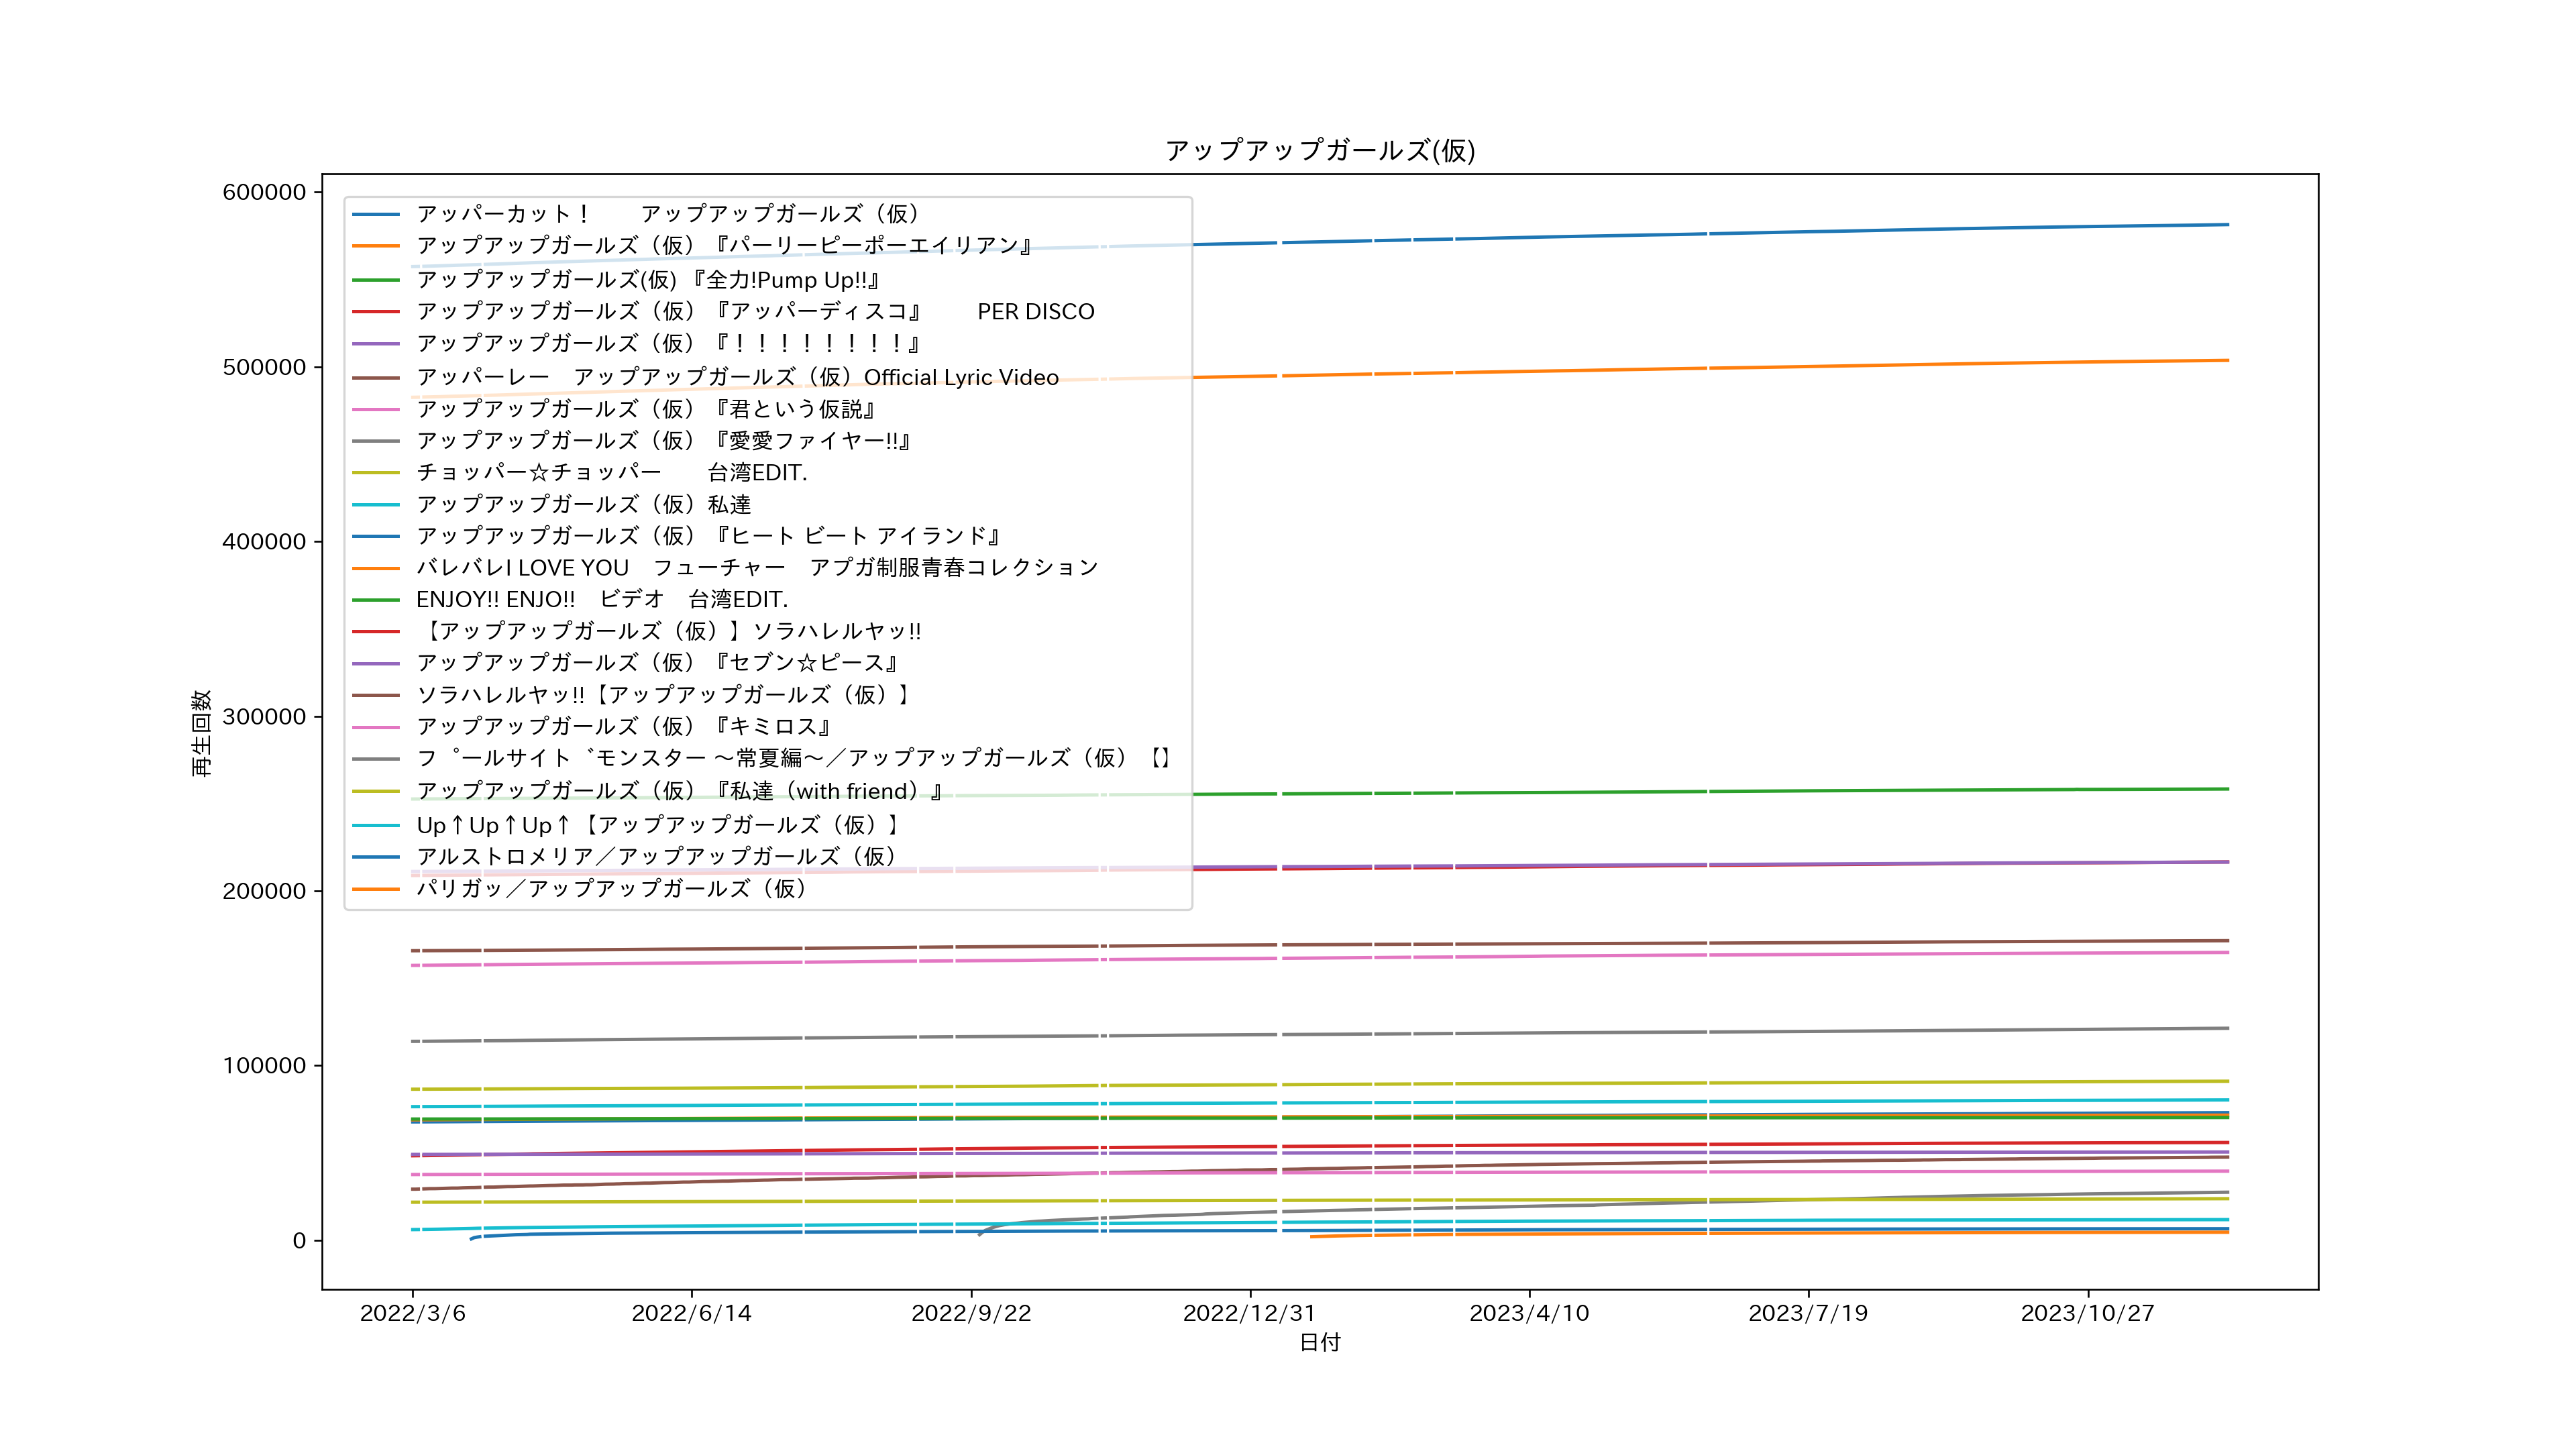 アップアップガールズ(仮)
600000
500000
400000
300000
200000
100000
0
再生回数
アッパーカット！　　アップアップガールズ（仮）
アップアップガールズ（仮）『パーリーピーポーエイリアン』
アップアップガールズ(仮) 『全力!Pump Up!!』
アップアップガールズ（仮）『アッパーディスコ』　　PER DISCO
アップアップガールズ（仮）『！！！！！！！！』
アッパーレー　アップアップガールズ（仮）Official Lyric Video
アップアップガールズ（仮）『君という仮説』
アップアップガールズ（仮）『愛愛ファイヤー!!』
チョッパー☆チョッパー　　台湾EDIT.
アップアップガールズ（仮）私達
アップアップガールズ（仮）『ヒート ビート アイランド』
バレバレI LOVE YOU　フューチャー　アプガ制服青春コレクション
ENJOY!! ENJO!!　ビデオ　台湾EDIT.
【アップアップガールズ（仮）】ソラハレルヤッ!!
アップアップガールズ（仮）『セブン☆ピース』
ソラハレルヤッ!!【アップアップガールズ（仮）】
アップアップガールズ（仮）『キミロス』
フ゜ールサイト゛モンスター ～常夏編～／アップアップガールズ（仮）【】
アップアップガールズ（仮）『私達（with friend）』
Up↑Up↑Up↑【アップアップガールズ（仮）】
アルストロメリア／アップアップガールズ（仮）
パリガッ／アップアップガールズ（仮）
2022/3/6
2022/6/14
2022/9/22
2022/12/31
2023/4/10
2023/7/19
2023/10/27
日付